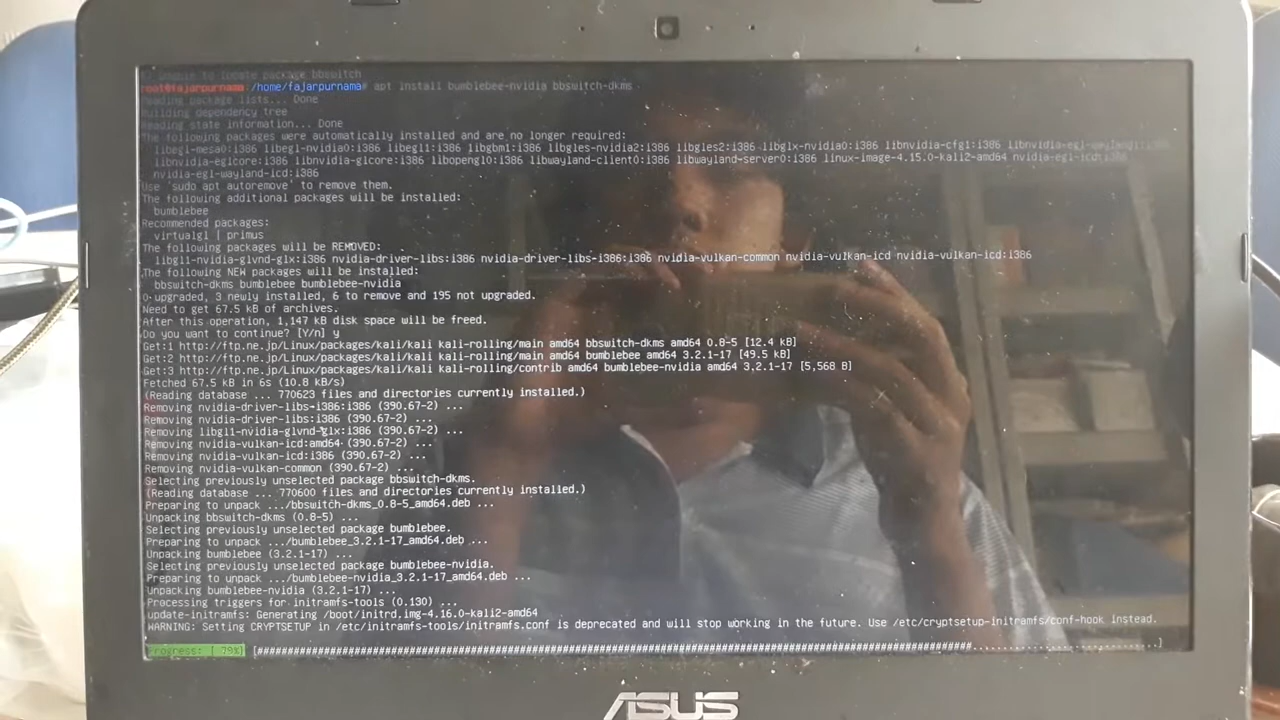 E: Unable to locate package bbswitch
root@fajarpurnama:/home/fajarpurnama# apt install bumblebee-nvidia bbswitch-dkms
Reading package lists... Done
Building dependency tree
Reading state information... Done
The following packages were automatically installed and are no longer required:
libegl-mesa0:i386 libegl-nvidia0:i386 libegl1:i386 libgbm1:i386 libgles-nvidia2:i386 libgles2:i386 libglx-nvidia0:i386 libnvidia-cfg1:i386 libnvidia-egl-wayland1:i386
libnvidia-eglcore:i386 libnvidia-glcore:i386 libopengl0:i386 libwayland-client0:i386 libwayland-server0:i386 linux-image-4.15.0-kali2-amd64 nvidia-egl-icd:i386
nvidia-egl-wayland-icd:i386
Use 'sudo apt autoremove' to remove them.
The following additional packages will be installed:
bumblebee
Recommended packages:
virtualgl | primus
The following packages will be REMOVED:
libgl1-nvidia-glvnd-glx:i386 nvidia-driver-libs:i386 nvidia-driver-libs-i386:i386 nvidia-vulkan-common nvidia-vulkan-icd nvidia-vulkan-icd:i386
The following NEW packages will be installed:
bbswitch-dkms bumblebee bumblebee-nvidia
0 upgraded, 3 newly installed, 6 to remove and 195 not upgraded.
Need to get 67.5 kB of archives.
After this operation, 1,147 kB disk space will be freed.
Do you want to continue? [Y/n] y
Get:1 http://ftp.ne.jp/Linux/packages/kali/kali kali-rolling/main amd64 bbswitch-dkms amd64 0.8-5 [12.4 kB]
Get:2 http://ftp.ne.jp/Linux/packages/kali/kali kali-rolling/main amd64 bumblebee amd64 3.2.1-17 [49.5 kB]
Get:3 http://ftp.ne.jp/Linux/packages/kali/kali kali-rolling/contrib amd64 bumblebee-nvidia amd64 3.2.1-17 [5,568 B]
Fetched 67.5 kB in 6s (10.8 kB/s)
(Reading database ... 770623 files and directories currently installed.)
Removing nvidia-driver-libs-i386:i386 (390.67-2) ...
Removing nvidia-driver-libs:i386 (390.67-2) ...
Removing libgl1-nvidia-glvnd-glx:i386 (390.67-2) ...
Removing nvidia-vulkan-icd:amd64 (390.67-2) ...
Removing nvidia-vulkan-icd:i386 (390.67-2) ...
Removing nvidia-vulkan-common (390.67-2) ...
Selecting previously unselected package bbswitch-dkms.
(Reading database ... 770600 files and directories currently installed.)
Preparing to unpack .../bbswitch-dkms_0.8-5_amd64.deb ...
Unpacking bbswitch-dkms (0.8-5) ...
Selecting previously unselected package bumblebee.
Preparing to unpack .../bumblebee_3.2.1-17_amd64.deb ...
Unpacking bumblebee (3.2.1-17) ...
Selecting previously unselected package bumblebee-nvidia.
Preparing to unpack .../bumblebee-nvidia_3.2.1-17_amd64.deb ...
Unpacking bumblebee-nvidia (3.2.1-17) ...
Processing triggers for initramfs-tools (0.130) ...
update-initramfs: Generating /boot/initrd.img-4.16.0-kali2-amd64
WARNING: Setting CRYPTSETUP in /etc/initramfs-tools/initramfs.conf is deprecated and will stop working in the future. Use /etc/cryptsetup-initramfs/conf-hook instead.
Progress: [ 79%]
ASUS